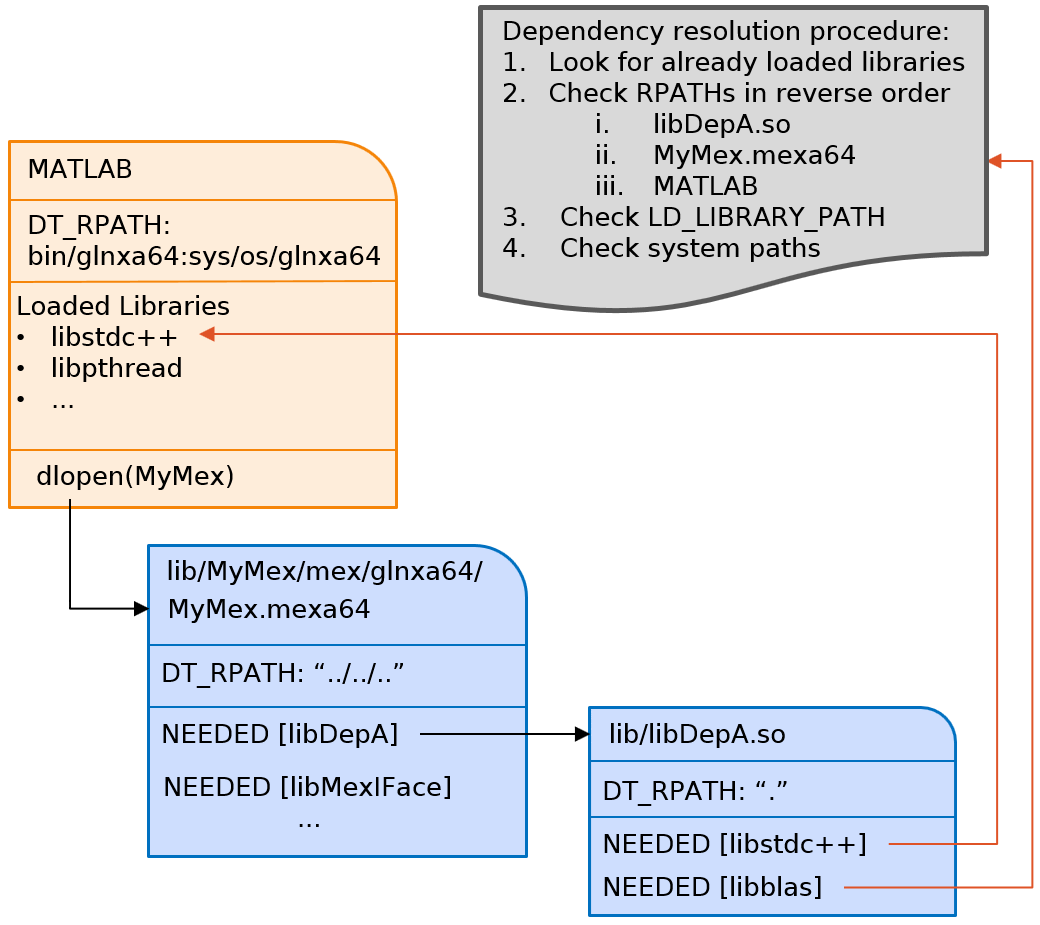 Dependency resolution procedure:
1. Look for already loaded libraries
2. Check RPATHs in reverse order
i. libDepA.so
ii. MyMex.mexa64
iii. MATLAB
3. Check LD_LIBRARY_PATH
4. Check system paths
MATLAB
DT_RPATH:
bin/glnxa64:sys/os/glnxa64
Loaded Libraries
• libstdc++
• libpthread
• ...
dlopen(MyMex)
lib/MyMex/mex/glnxa64/
MyMex.mexa64
DT_RPATH: “../../..”
NEEDED [libDepA]
NEEDED [libMexIFace]
...
lib/libDepA.so
DT_RPATH: “.”
NEEDED [libstdc++]
NEEDED [libblas]